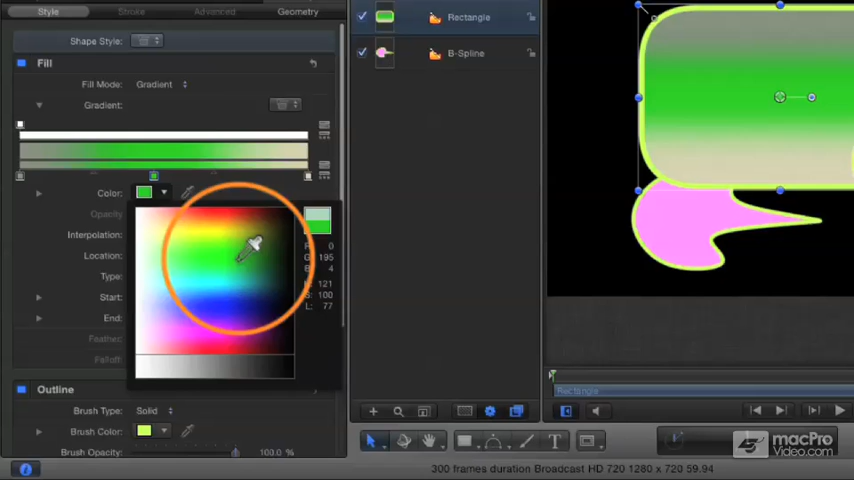 Style Stroke Advanced Geometry
Shape Style:
Fill
Fill Mode: Gradient
Gradient:
Color:
Opacity
Interpolation:
Location:
Type:
Start:
End:
Feather:
Falloff:
G: 195
121
S: 100
L: 77
Outline
Brush Type: Solid
Brush Color:
Brush Opacity: 100.0 %
Rectangle
B-Spline
Rectangle
T
300 frames duration Broadcast HD 720 1280 x 720 59.94
macPro
Video.com